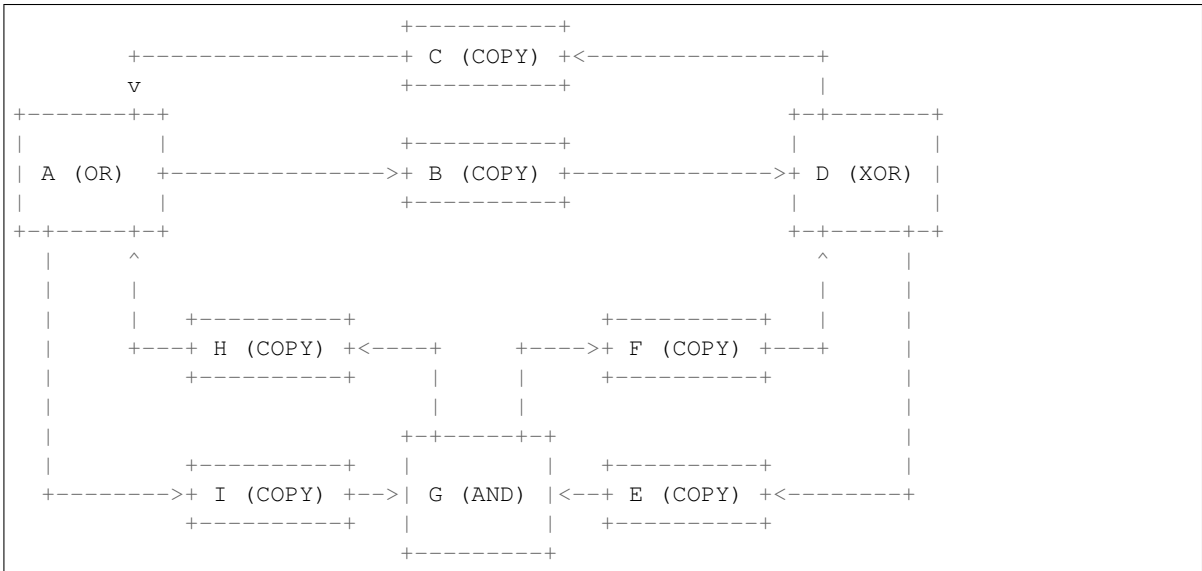 C (COPY)
A (OR) B (COPY) D (XOR)
H (COPY) F (COPY)
I (COPY) G (AND) E (COPY)